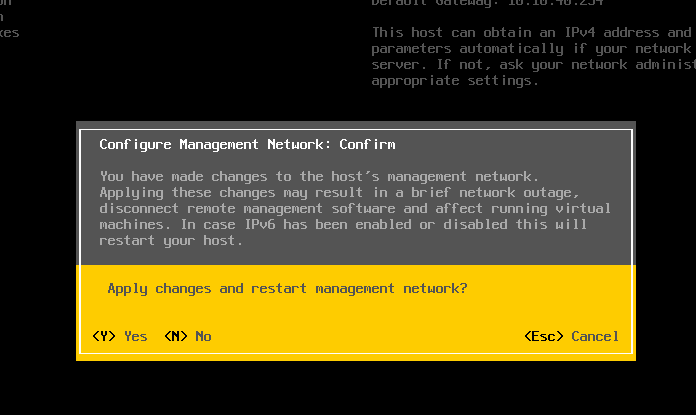 Default Gateway: 10.10.40.254
This host can obtain an IPv4 address and
parameters automatically if your network
server. If not, ask your network
appropriate settings.
Configure Management Network: Confirm
You have made changes to the host's management network.
Applying these changes may result in a brief network outage,
disconnect remote management software and affect running virtual
machines. In case IPv6 has been enabled or disabled this will
restart your host.
Apply changes and restart management network?
<Y> Yes <N> No <Esc> Cancel